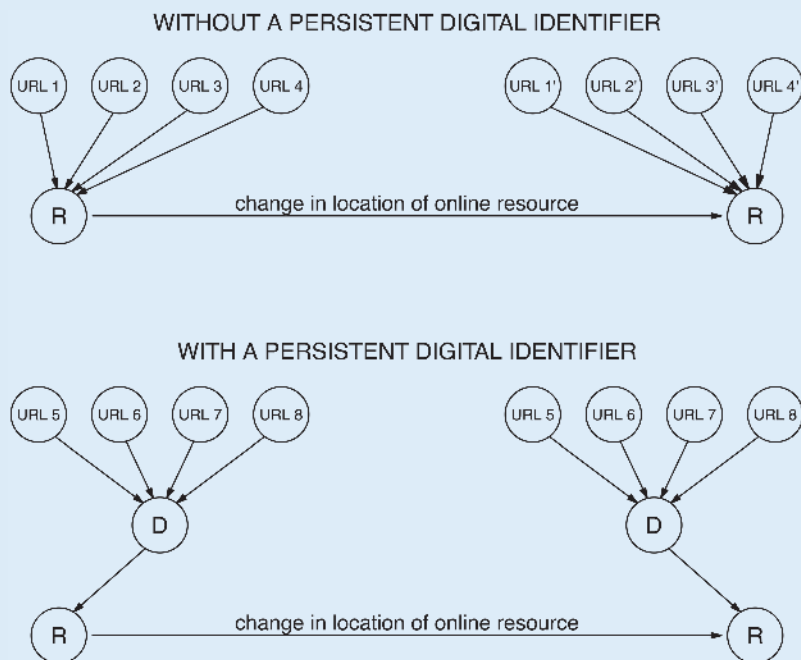 WITHOUT A PERSISTENT DIGITAL IDENTIFIER
URL 1 URL 2 URL 3 URL 4 URL 1' URL 2' URL 3' URL 4'
R change in location of online resource R
WITH A PERSISTENT DIGITAL IDENTIFIER
URL 5 URL 6 URL 7 URL 8 URL 5 URL 6 URL 7 URL 8
D D
R change in location of online resource R